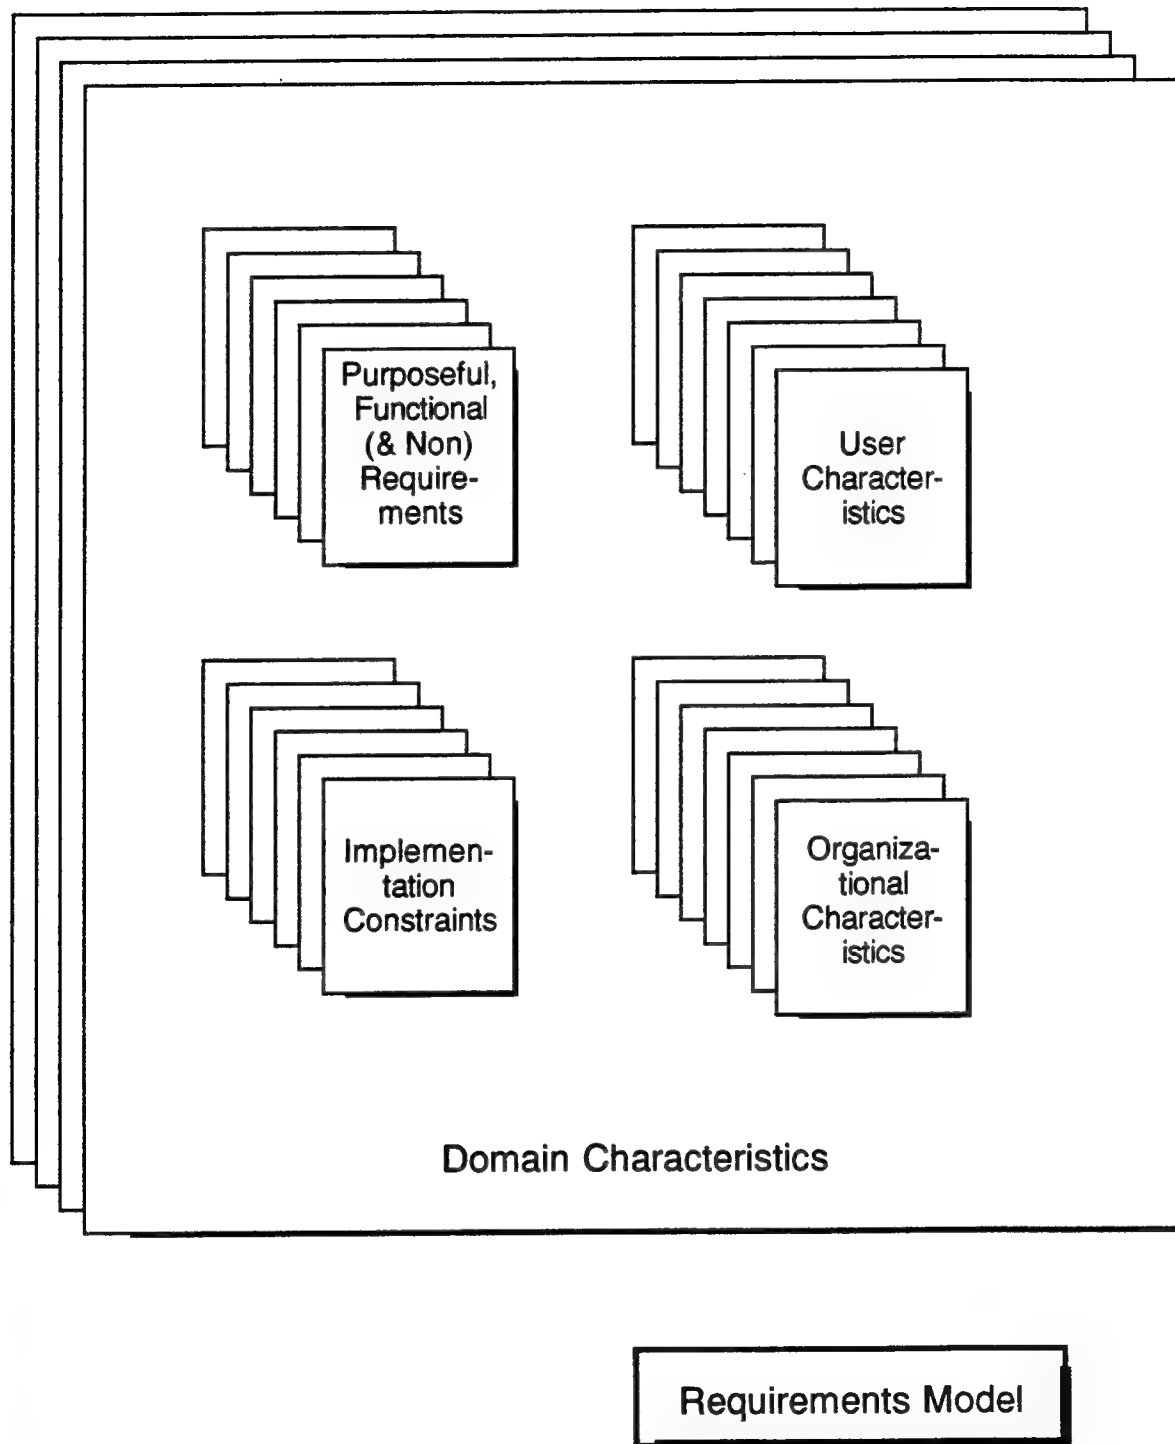 Purposeful,
Functional
(& Non)
Require-
ments
User
Character-
istics
Implemen-
tation
Constraints
Organiza-
tional
Character-
istics
Domain Characteristics
Requirements Model